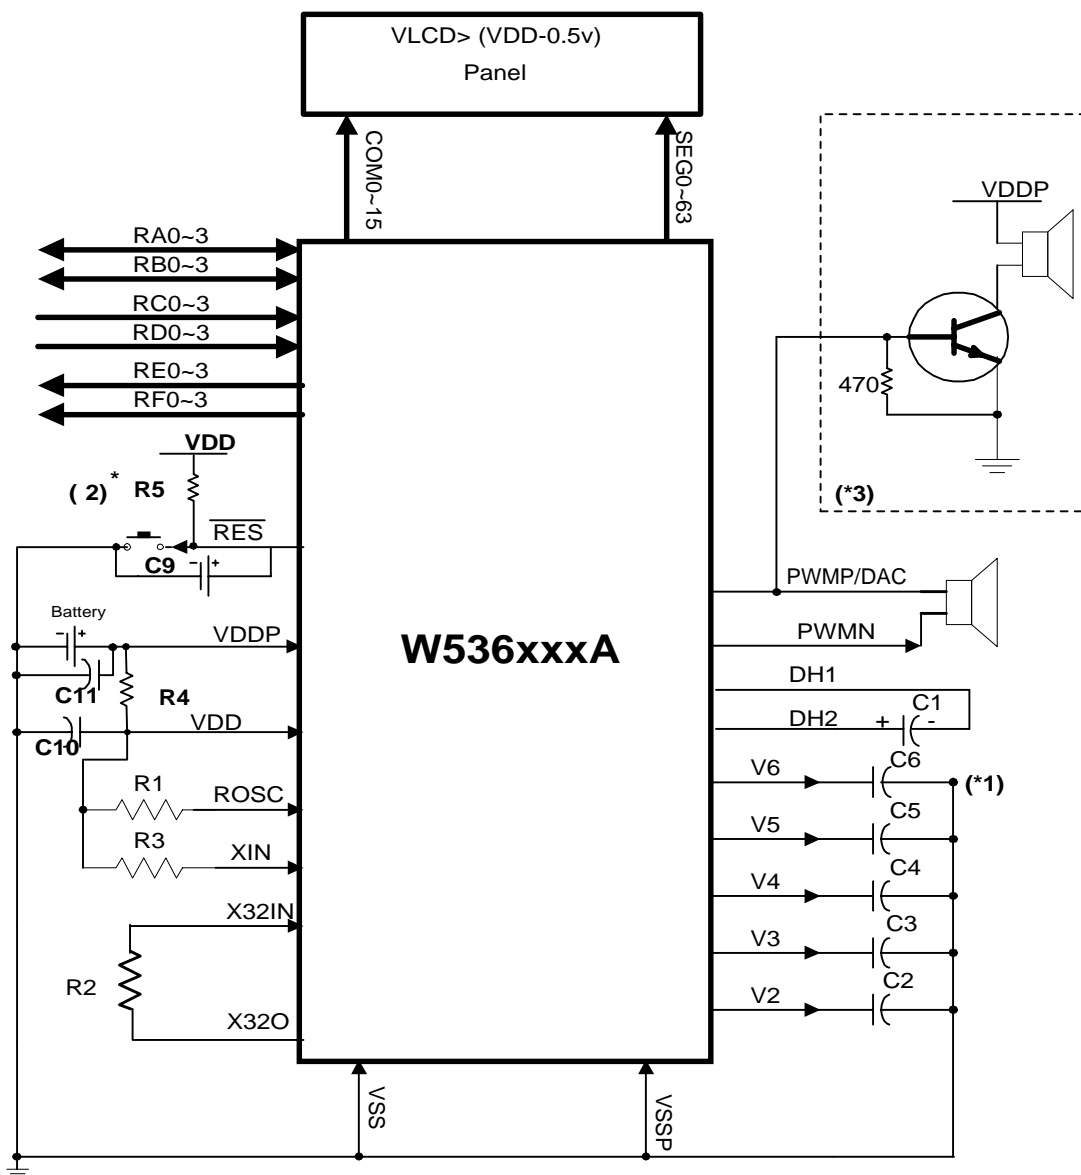 VLCD> (VDD-0.5v)
Panel
COM0~15
SEG0~63
VDDP
RA0~3
RB0~3
RC0~3
RD0~3
RE0~3
RF0~3
470
(*3)
VDD
( 2)* R5
RES
C9
Battery
VDDP
C11
R4
C10
VDD
R1
ROSC
R3
XIN
X32IN
R2
X32O
W536xxxA
PWMP/DAC
PWMN
DH1
C1
DH2
+ -
C6
V6
(*1)
C5
V5
C4
V4
C3
V3
C2
V2
VSS
VSSP